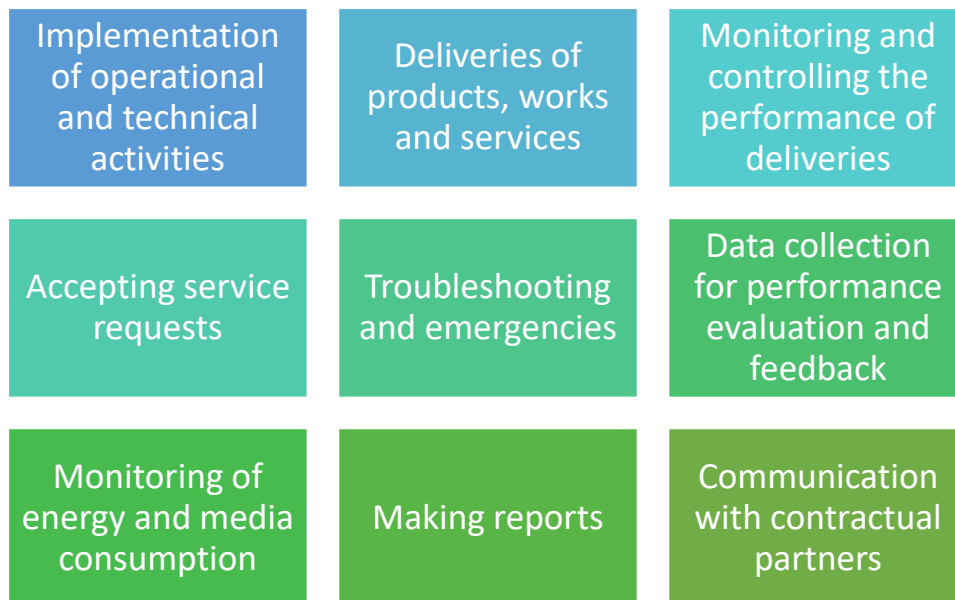 Implementation
of operational
and technical
activities
Deliveries of
products, works
and services
Monitoring and
controlling the
performance of
deliveries
Accepting service
requests
Troubleshooting
and emergencies
Data collection
for performance
evaluation and
feedback
Monitoring of
energy and media
consumption
Making reports
Communication
with contractual
partners